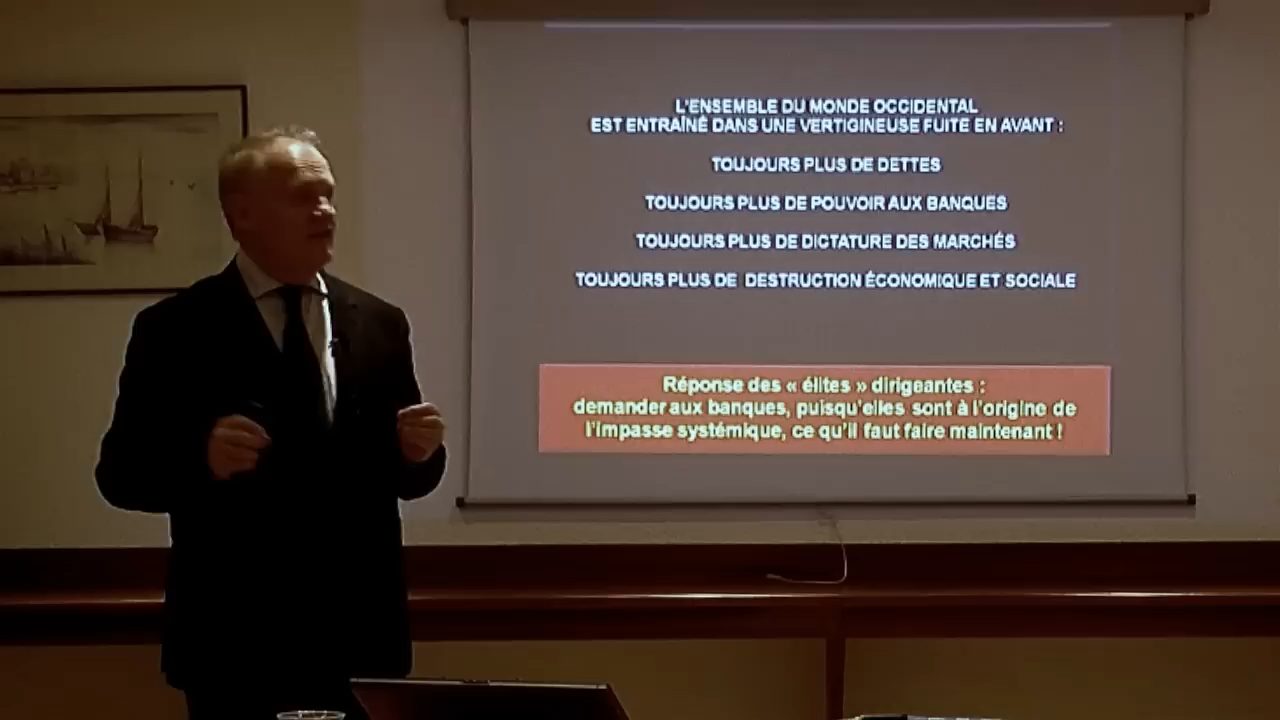 L'ENSEMBLE DU MONDE OCCIDENTAL
EST ENTRAÎNÉ DANS UNE VERTIGINEUSE FUITE EN AVANT :
TOUJOURS PLUS DE DETTES
TOUJOURS PLUS DE POUVOIR AUX BANQUES
TOUJOURS PLUS DE DICTATURE DES MARCHÉS
TOUJOURS PLUS DE DESTRUCTION ÉCONOMIQUE ET SOCIALE
Réponse des « élites » dirigeantes :
demander aux banques, puisqu'elles sont à l'origine de
l'impasse systémique, ce qu'il faut faire maintenant !